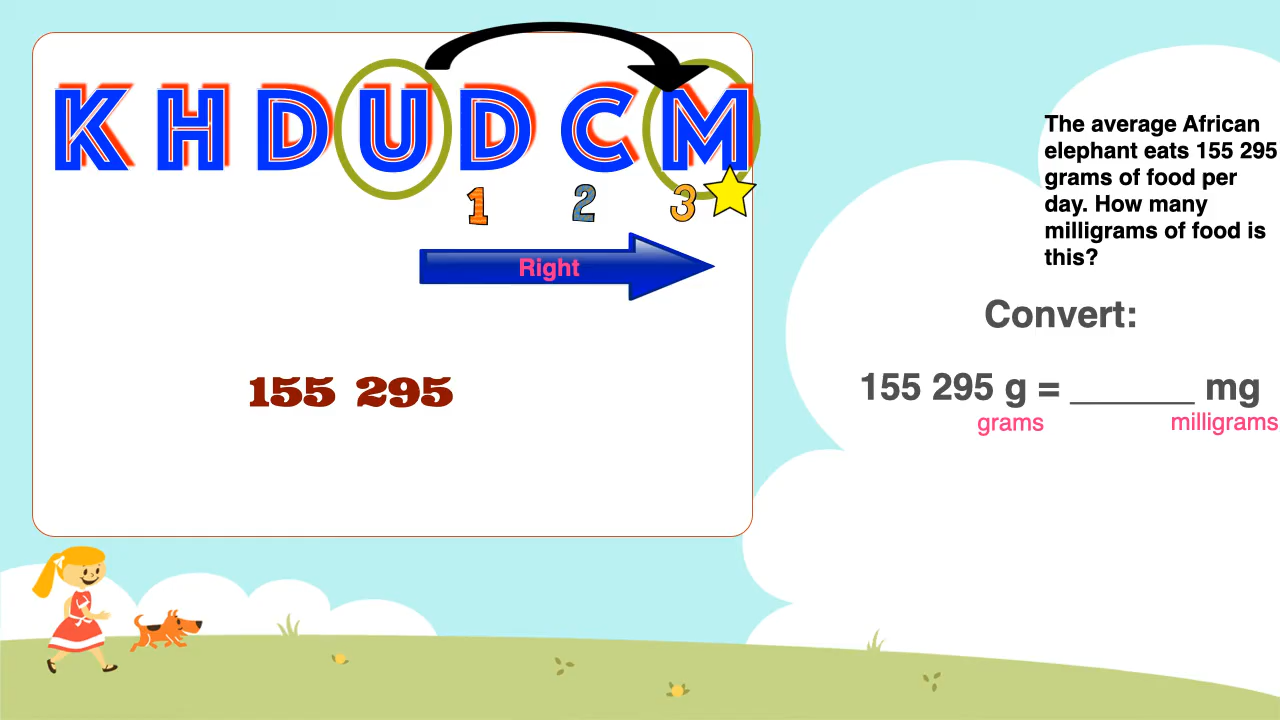 K H D U D C M
1 2 3
Right
155 295
The average African
elephant eats 155 295
grams of food per
day. How many
milligrams of food is
this?
Convert:
155 295 g = ______ mg
grams milligrams